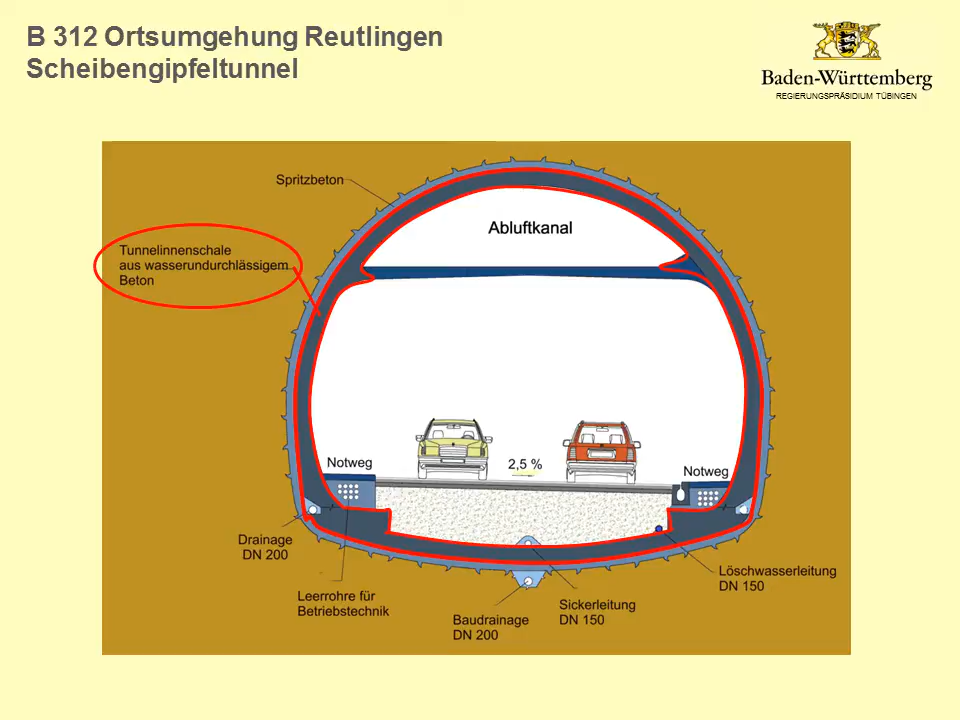 B 312 Ortsumgehung Reutlingen
Scheibengipfeltunnel
Baden-Württemberg
REGIERUNGSPRÄSIDIUM TÜBINGEN
Spritzbeton
Abluftkanal
Tunnelinnenschale
aus wasserundurchlässigem
Beton
Notweg
2,5 %
Notweg
Drainage
DN 200
Löschwasserleitung
DN 150
Leerrohre für
Betriebstechnik
Sickerleitung
DN 150
Baudrainage
DN 200